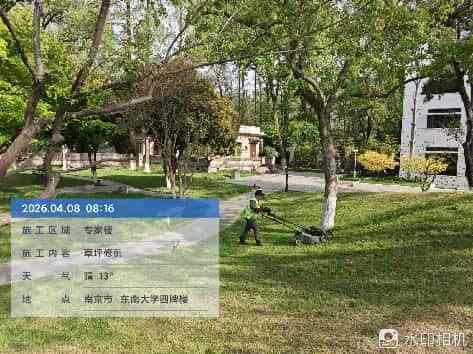 2026.04.08 08:16
施工区域 专家楼
施工内容 草坪修剪
天气 阴 13°
地点 南京市·东南大学四牌楼
水印相机